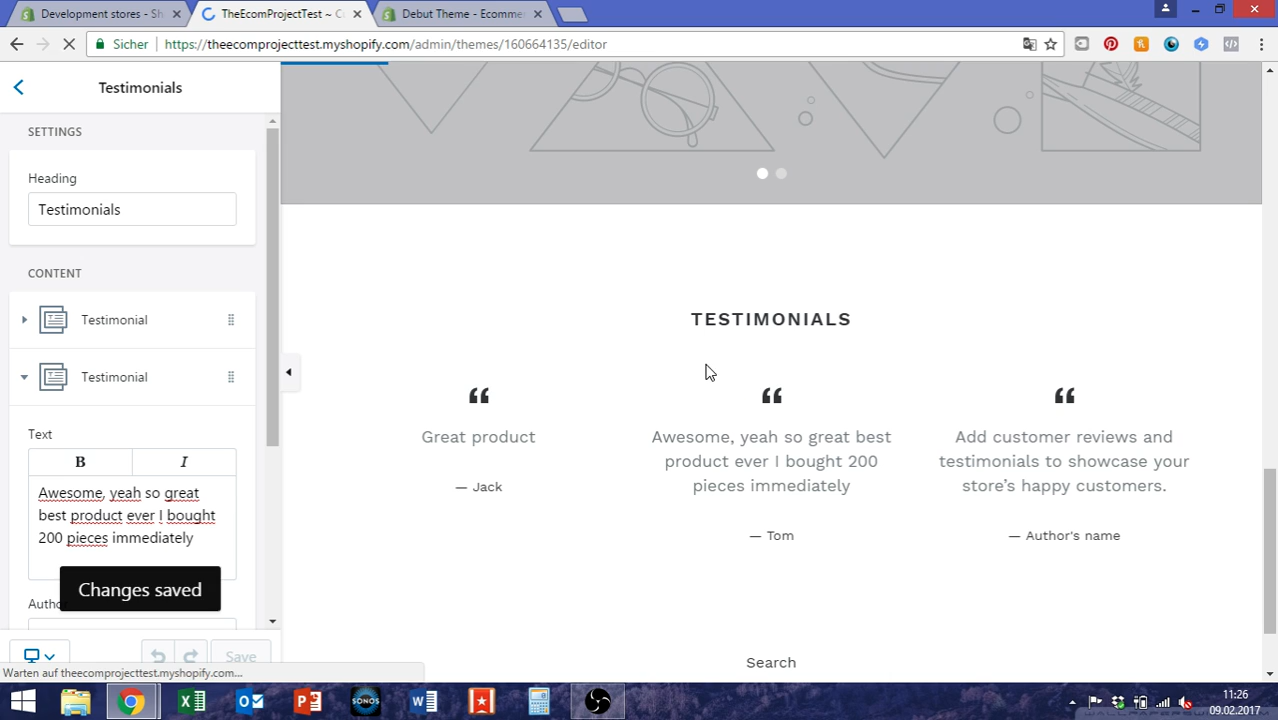 Development stores - Sh
TheEcomProjectTest ~ C
Debut Theme - Ecomme
Sicher
https://theecomprojecttest.myshopify.com/admin/themes/160664135/editor
Testimonials
SETTINGS
Heading
Testimonials
CONTENT
Testimonial
Testimonial
Text
B I
Awesome, yeah so great
best product ever I bought
200 pieces immediately
Changes saved
Autho
Save
Warten auf theecomprojecttest.myshopify.com...
TESTIMONIALS
Great product
— Jack
Awesome, yeah so great best
product ever I bought 200
pieces immediately
— Tom
Add customer reviews and
testimonials to showcase your
store's happy customers.
— Author's name
Search
SONOS
11:26
09.02.2017